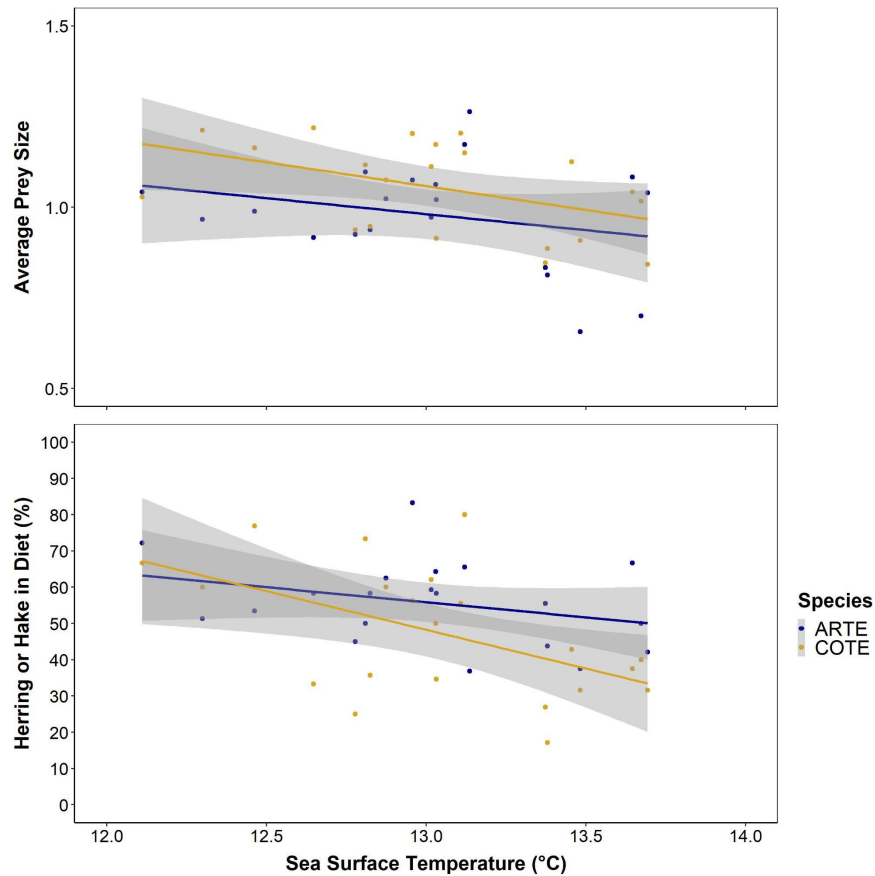 1.5
1.0
0.5
Average Prey Size
100
90
80
70
60
50
40
30
20
10
0
Herring or Hake in Diet (%)
12.0 12.5 13.0 13.5 14.0
Sea Surface Temperature (°C)
Species
ARTE
COTE